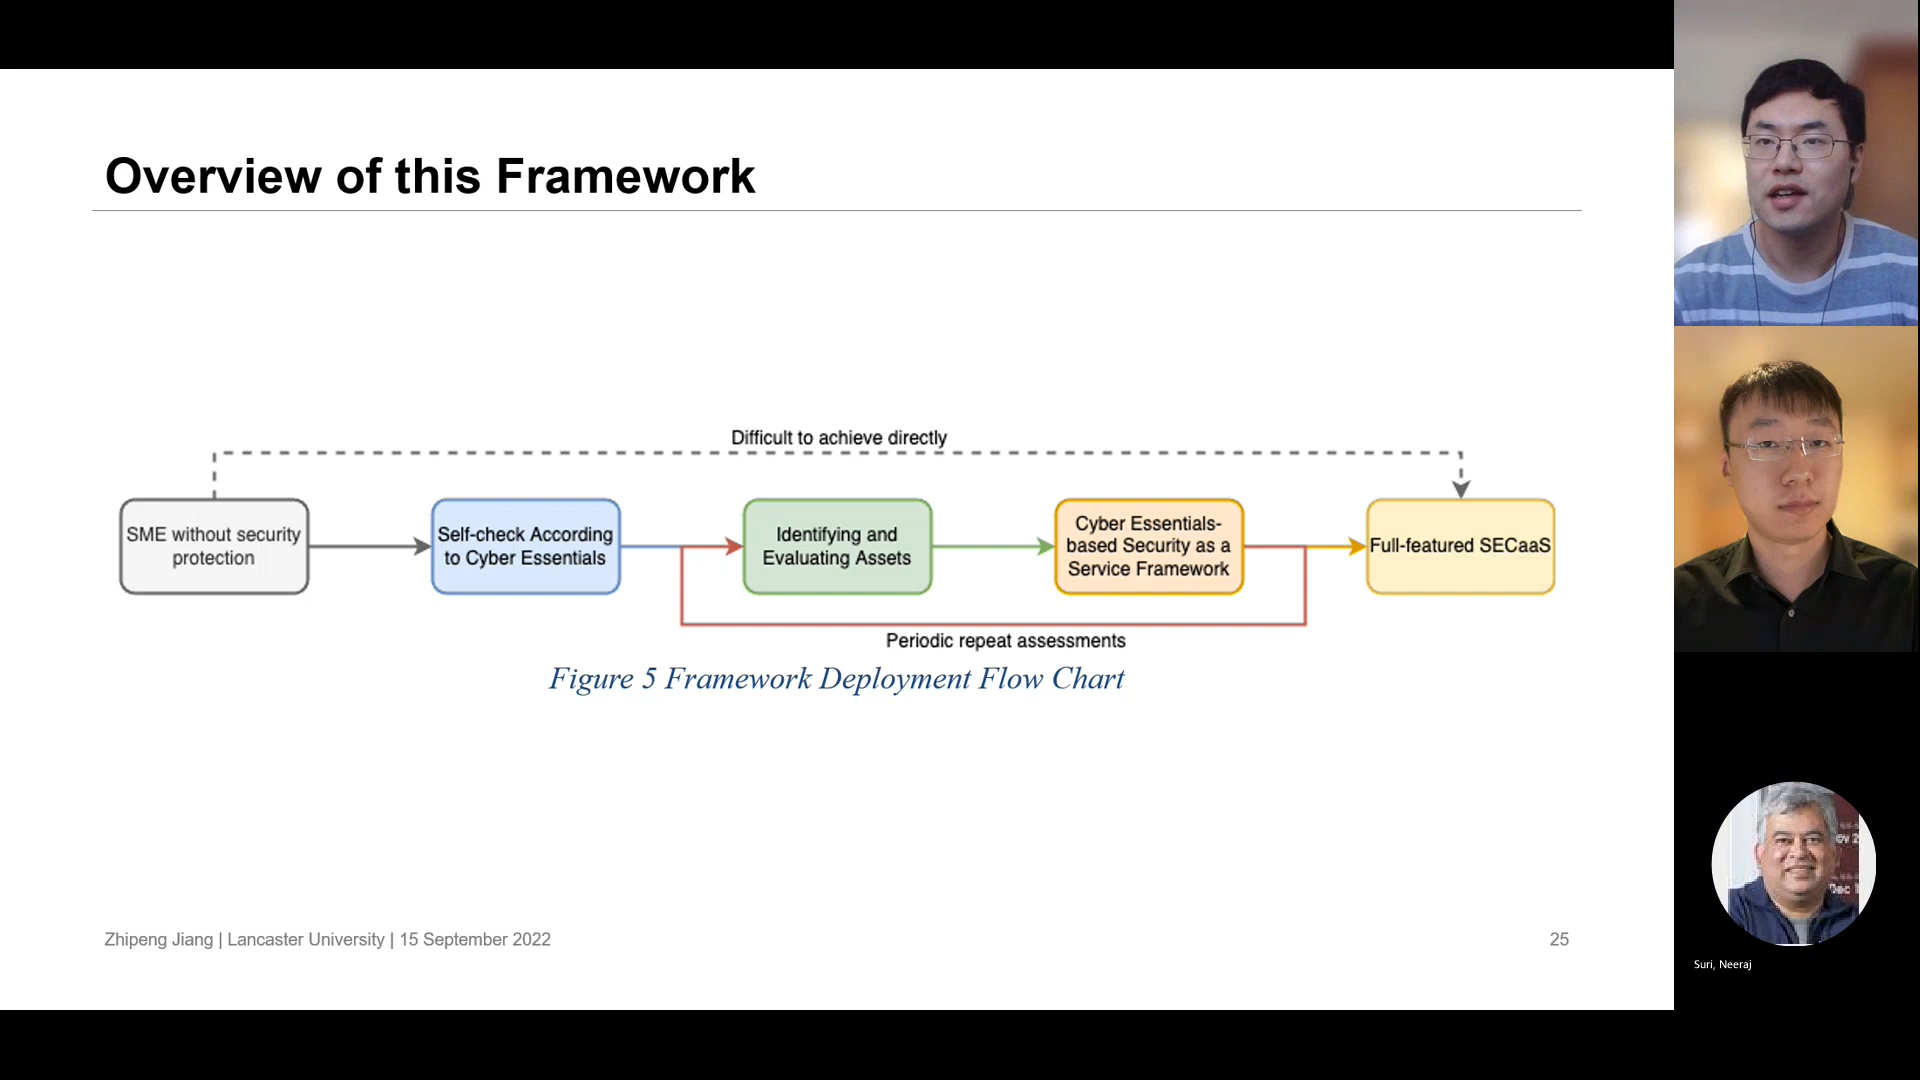 Overview of this Framework
Difficult to achieve directly
SME without security
protection
Self-check According
to Cyber Essentials
Identifying and
Evaluating Assets
Cyber Essentials-
based Security as a
Service Framework
Full-featured SECaaS
Periodic repeat assessments
Figure 5 Framework Deployment Flow Chart
Zhipeng Jiang | Lancaster University | 15 September 2022
25
Suri, Neeraj